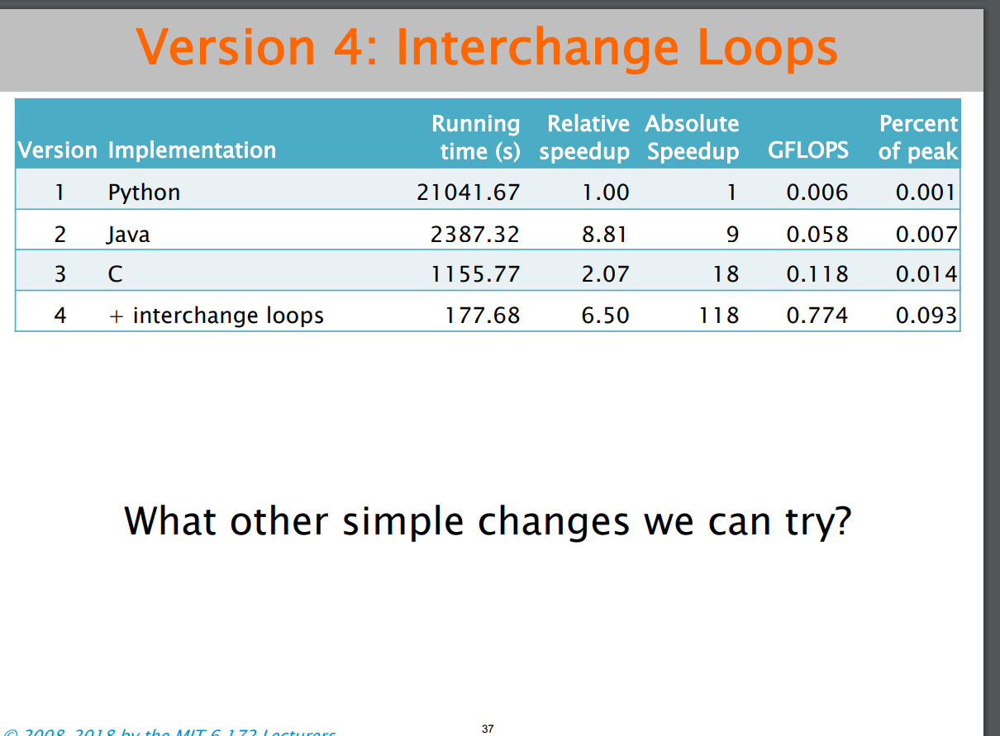 Version 4: Interchange Loops
Version Implementation Running time (s) Relative speedup Absolute Speedup GFLOPS Percent of peak
1 Python 21041.67 1.00 1 0.006 0.001
2 Java 2387.32 8.81 9 0.058 0.007
3 C 1155.77 2.07 18 0.118 0.014
4 + interchange loops 177.68 6.50 118 0.774 0.093
What other simple changes we can try?
© 2008–2018 by the MIT 6.172 Lecturers
37